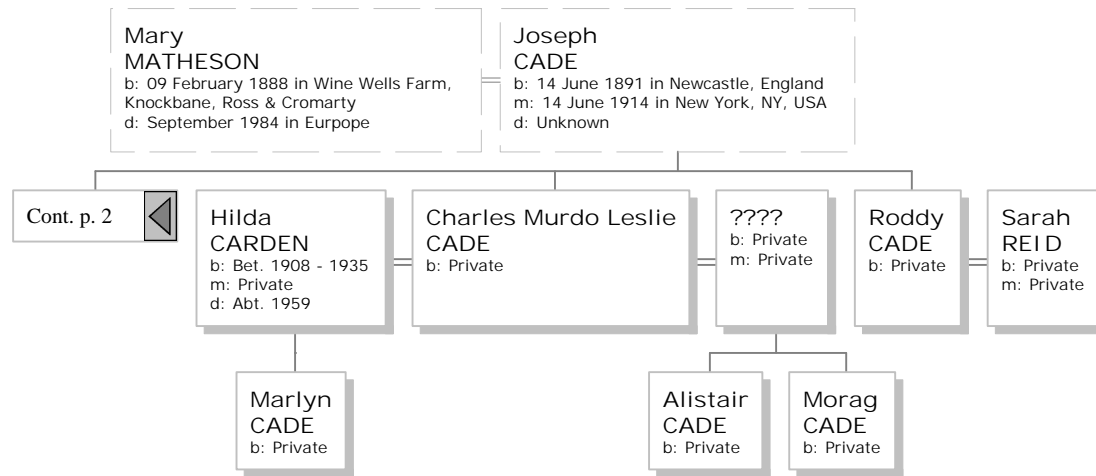 Mary
MATHESON
b: 09 February 1888 in Wine Wells Farm,
Knockbane, Ross & Cromarty
d: September 1984 in Eurpope
Joseph
CADE
b: 14 June 1891 in Newcastle, England
m: 14 June 1914 in New York, NY, USA
d: Unknown
Cont. p. 2
Hilda
CARDEN
b: Bet. 1908 - 1935
m: Private
d: Abt. 1959
Charles Murdo Leslie
CADE
b: Private
????
b: Private
m: Private
Roddy
CADE
b: Private
Sarah
REID
b: Private
m: Private
Marlyn
CADE
b: Private
Alistair
CADE
b: Private
Morag
CADE
b: Private